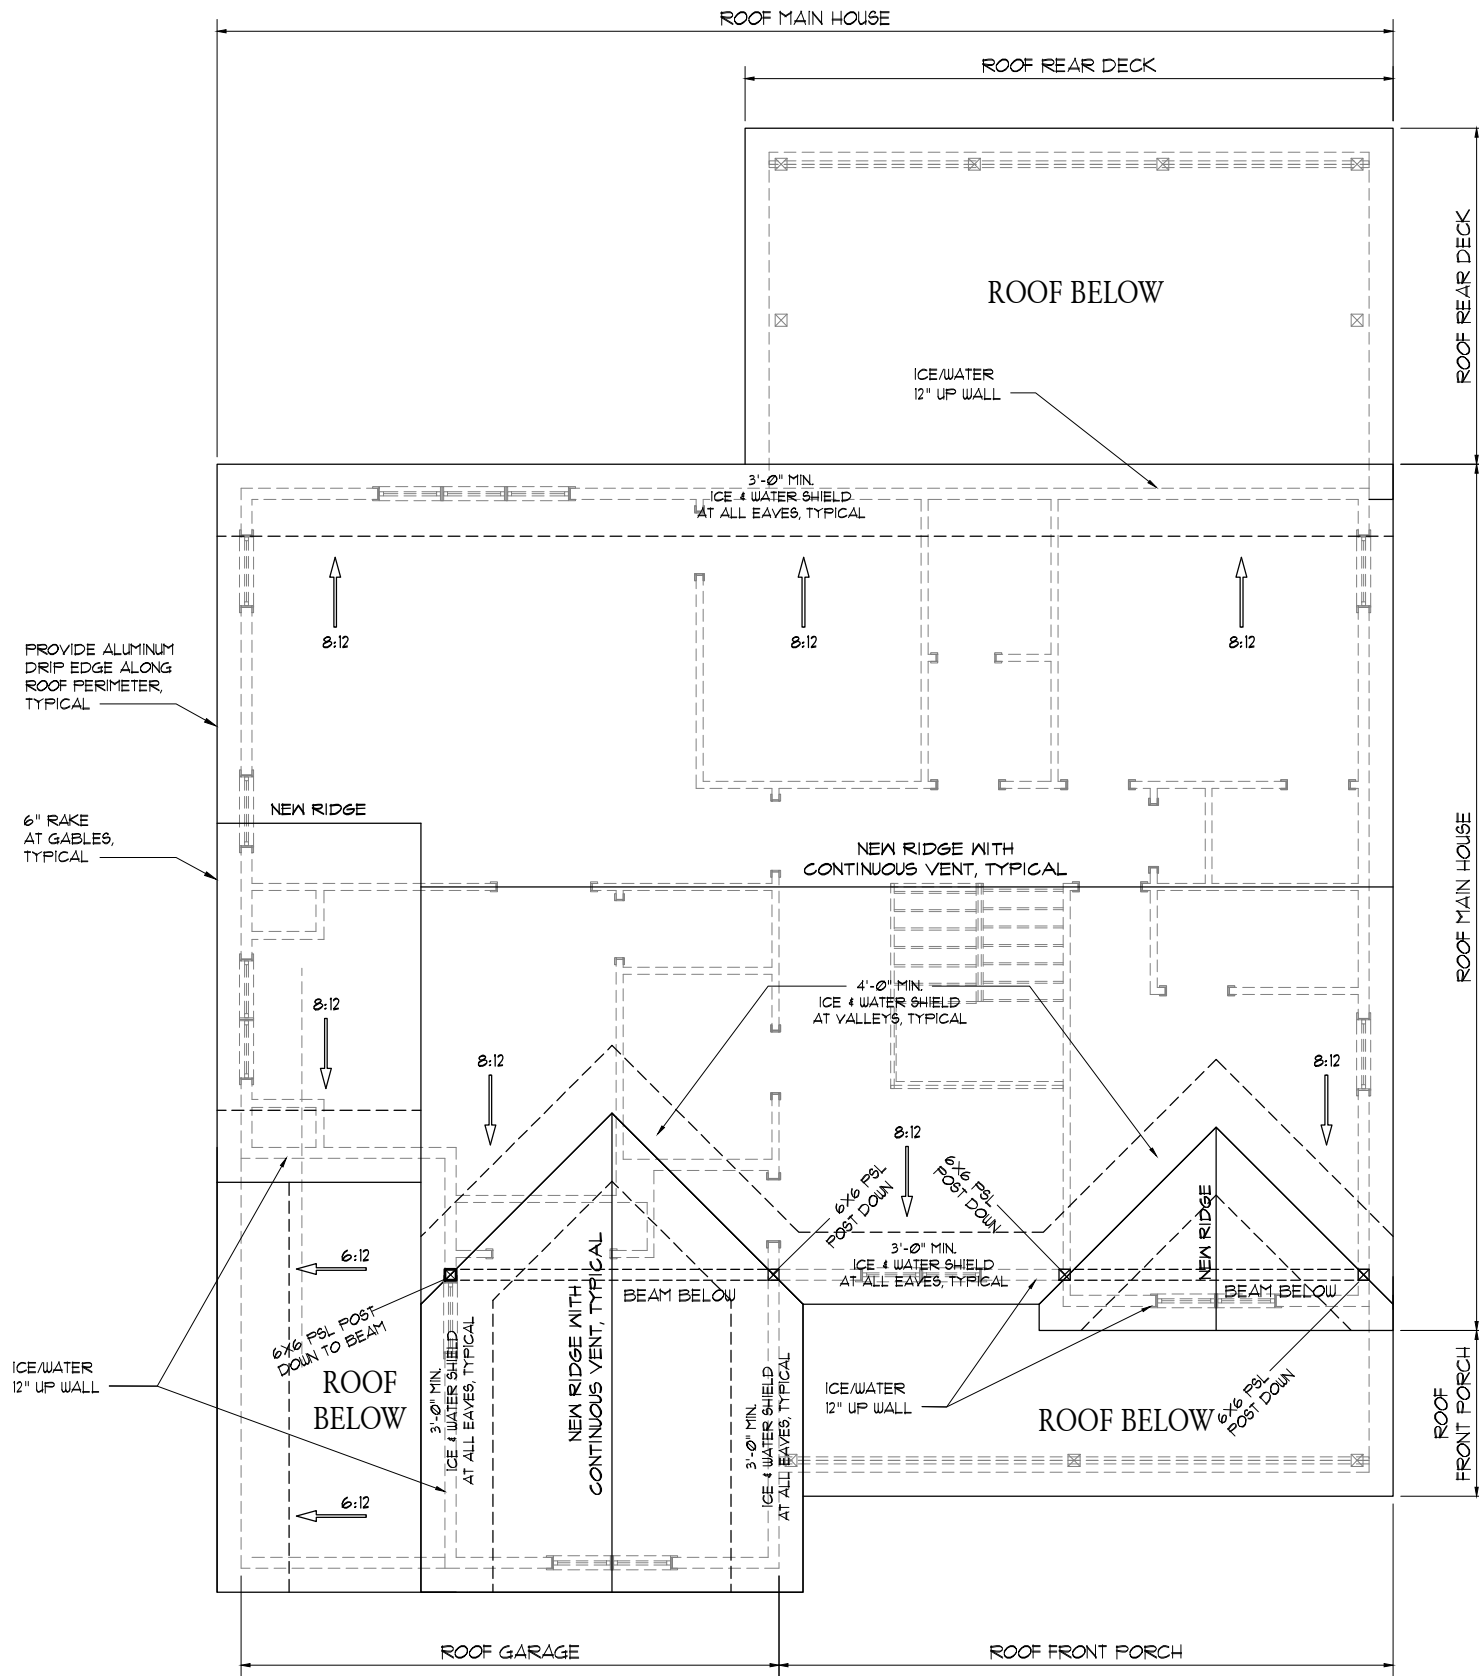 ROOF MAIN HOUSE
ROOF REAR DECK
ROOF REAR DECK
ROOF BELOW
ICE/WATER
12" UP WALL
3'-0" MIN.
ICE & WATER SHIELD
AT ALL EAVES, TYPICAL
8:12
8:12
8:12
PROVIDE ALUMINUM
DRIP EDGE ALONG
ROOF PERIMETER,
TYPICAL
6" RAKE
AT GABLES,
TYPICAL
NEW RIDGE
NEW RIDGE WITH
CONTINUOUS VENT, TYPICAL
ROOF MAIN HOUSE
4'-0" MIN.
ICE & WATER SHIELD
AT VALLEYS, TYPICAL
8:12
8:12
8:12
8:12
6X6 PSL
POST DOWN
6X6 PSL
POST DOWN
NEW RIDGE
3'-0" MIN.
ICE & WATER SHIELD
AT ALL EAVES, TYPICAL
6:12
BEAM BELOW
BEAM BELOW
6X6 PSL POST
DOWN TO BEAM
NEW RIDGE WITH
CONTINUOUS VENT, TYPICAL
ICE/WATER
12" UP WALL
ROOF
BELOW
3'-0" MIN.
ICE & WATER SHIELD
AT ALL EAVES, TYPICAL
3'-0" MIN.
ICE & WATER SHIELD
AT ALL EAVES, TYPICAL
ICE/WATER
12" UP WALL
ROOF BELOW
6X6 PSL
POST DOWN
ROOF
FRONT PORCH
6:12
ROOF GARAGE
ROOF FRONT PORCH